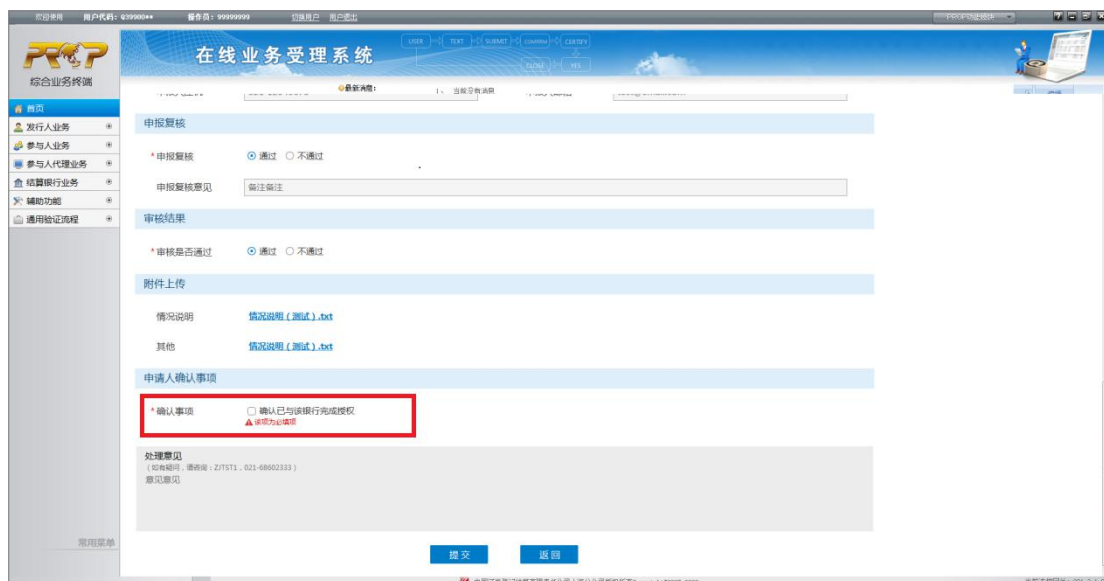 欢迎使用 用户代码: 039900** 操作员: 99999999 切换用户 用户退出
PROP
综合业务终端
在线业务受理系统
USER TEXT SUBMIT CONFIRM CERTIFY
CLOSE YES
最新消息: 1、 当前没有消息
首页
发行人业务
参与人业务
参与人代理业务
结算银行业务
辅助功能
通用验证流程
申报复核
*申报复核 通过 不通过
申报复核意见 备注备注
审核结果
*审核是否通过 通过 不通过
附件上传
情况说明 情况说明(测试).txt
其他 情况说明(测试).txt
申请人确认事项
*确认事项 确认已与该银行完成授权
该项为必填项
处理意见
(如有疑问,请咨询:ZJTST1,021-68602333)
意见意见
常用菜单
提交 返回